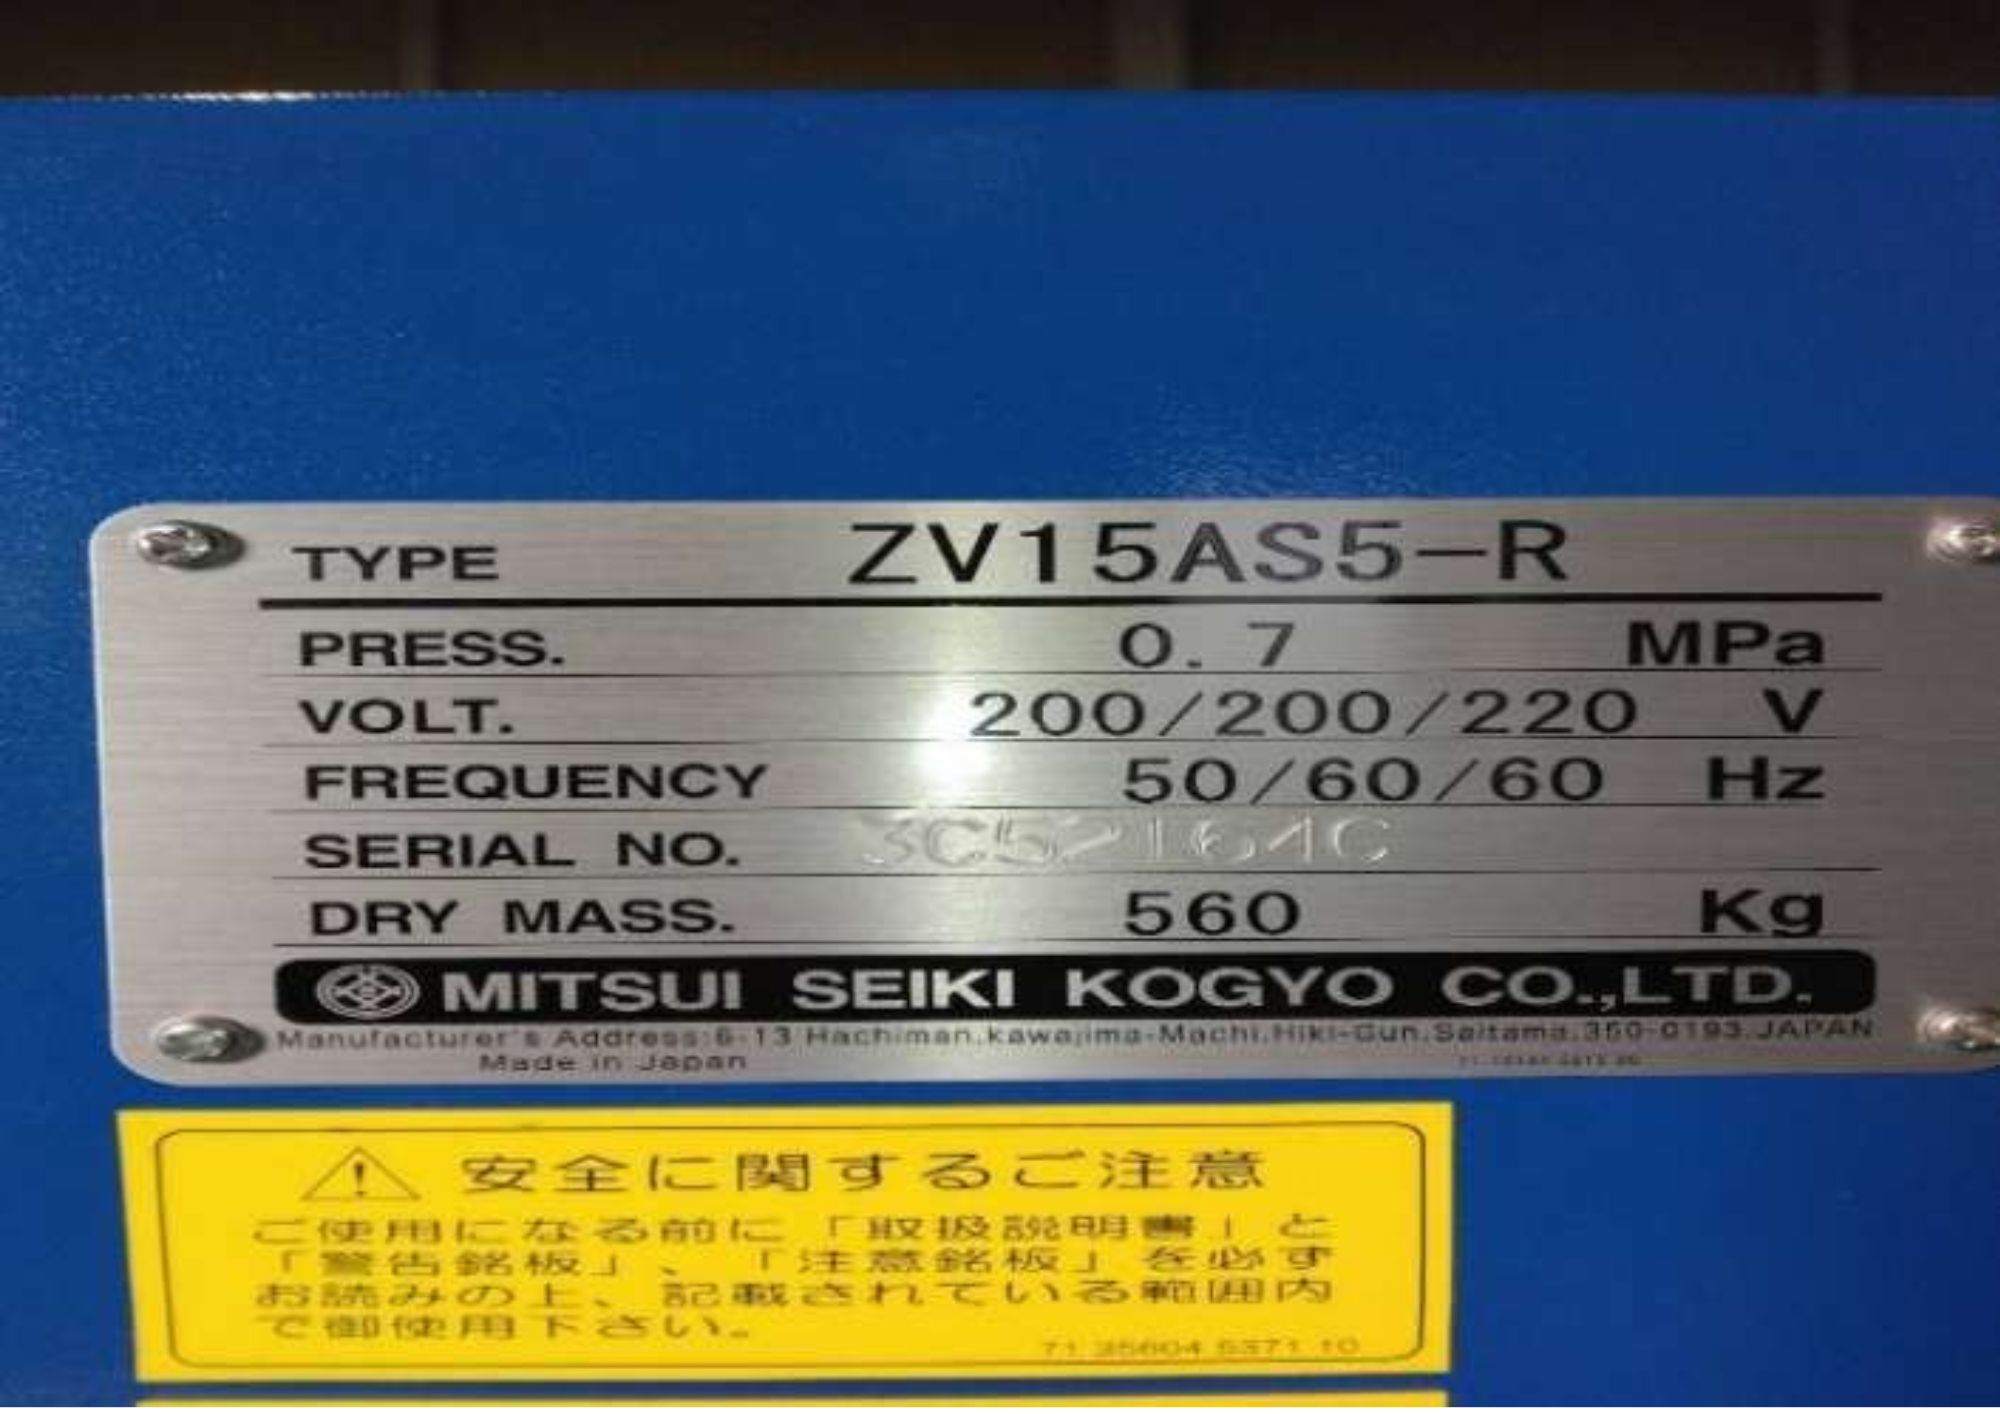 TYPE ZV15AS5-R
PRESS. 0.7 MPa
VOLT. 200/200/220 V
FREQUENCY 50/60/60 Hz
SERIAL NO. 3C52164C
DRY MASS. 560 Kg
MITSUI SEIKI KOGYO CO.,LTD.
Manufacturer's Address:6-13 Hachiman,kawajima-Machi,Hiki-Gun,Saitama,350-0193,JAPAN
Made in Japan
安全に関するご注意
ご使用になる前に「取扱説明書」と
「警告銘板」、「注意銘板」を必ず
お読みの上、記載されている範囲内
で御使用下さい。
71 35604 5371 10